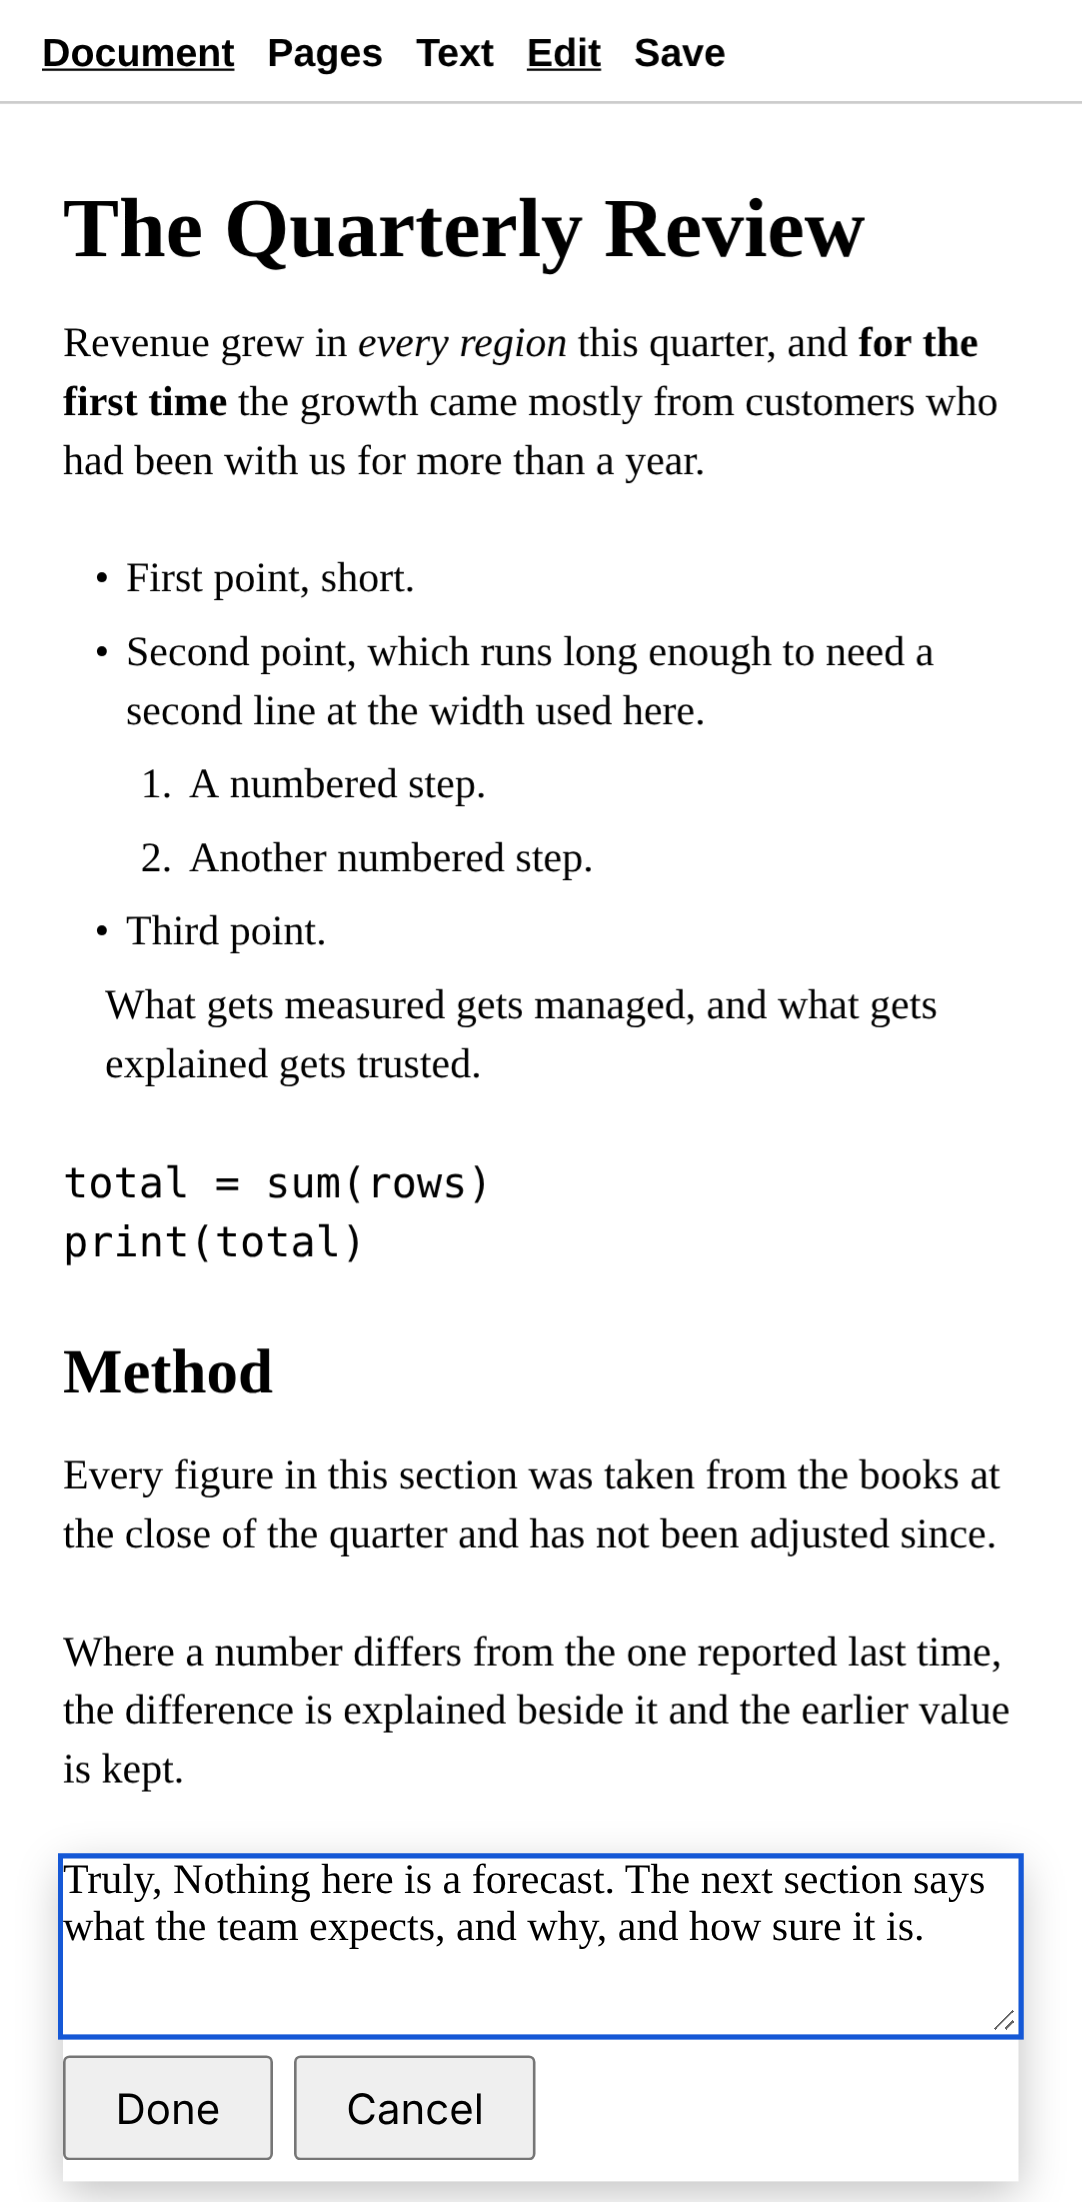 Document Pages Text Edit Save
The Quarterly Review
Revenue grew in every region this quarter, and for the
first time the growth came mostly from customers who
had been with us for more than a year.
• First point, short.
• Second point, which runs long enough to need a
second line at the width used here.
1. A numbered step.
2. Another numbered step.
• Third point.
What gets measured gets managed, and what gets
explained gets trusted.
total = sum(rows)
print(total)
Method
Every figure in this section was taken from the books at
the close of the quarter and has not been adjusted since.
Where a number differs from the one reported last time,
the difference is explained beside it and the earlier value
is kept.
Truly, Nothing here is a forecast. The next section says
what the team expects, and why, and how sure it is.
Done Cancel